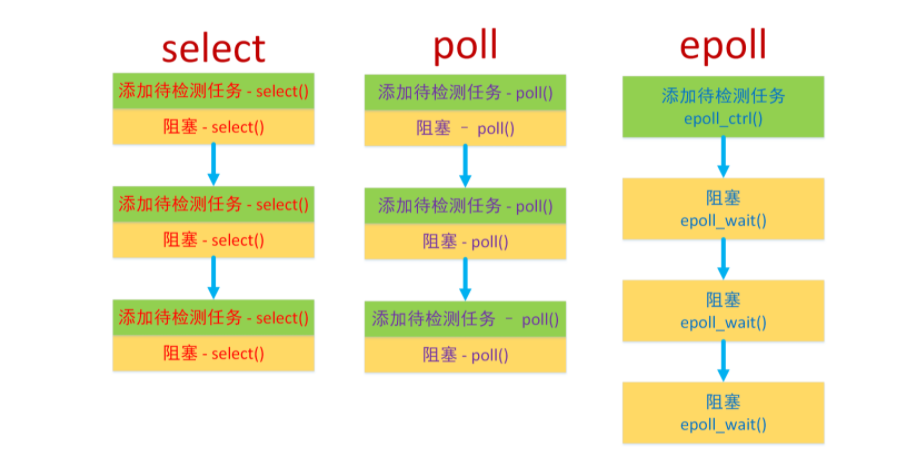 select
添加待检测任务 - select()
阻塞 - select()
添加待检测任务 - select()
阻塞 - select()
添加待检测任务 - select()
阻塞 - select()
poll
添加待检测任务 - poll()
阻塞 － poll()
添加待检测任务 - poll()
阻塞 - poll()
添加待检测任务 － poll()
阻塞 - poll()
epoll
添加待检测任务
epoll_ctrl()
阻塞
epoll_wait()
阻塞
epoll_wait()
阻塞
epoll_wait()